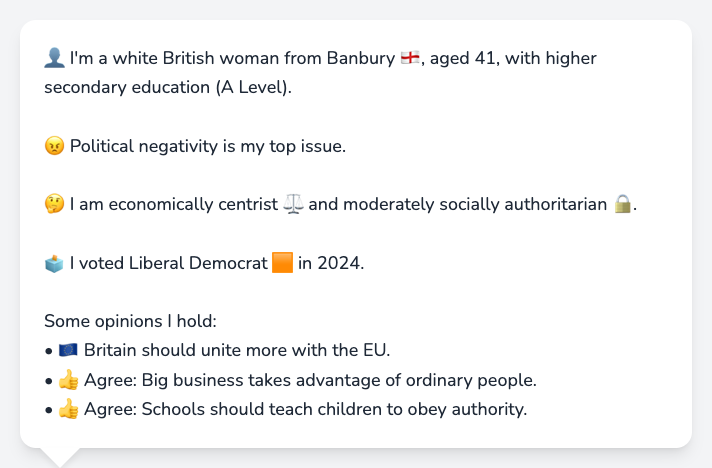 👤 I'm a white British woman from Banbury 🏴󠁧󠁢󠁥󠁮󠁧󠁿, aged 41, with higher
secondary education (A Level).
😠 Political negativity is my top issue.
🤔 I am economically centrist ⚖️ and moderately socially authoritarian 🔒.
🗳️ I voted Liberal Democrat 🟧 in 2024.
Some opinions I hold:
• 🇪🇺 Britain should unite more with the EU.
• 👍 Agree: Big business takes advantage of ordinary people.
• 👍 Agree: Schools should teach children to obey authority.